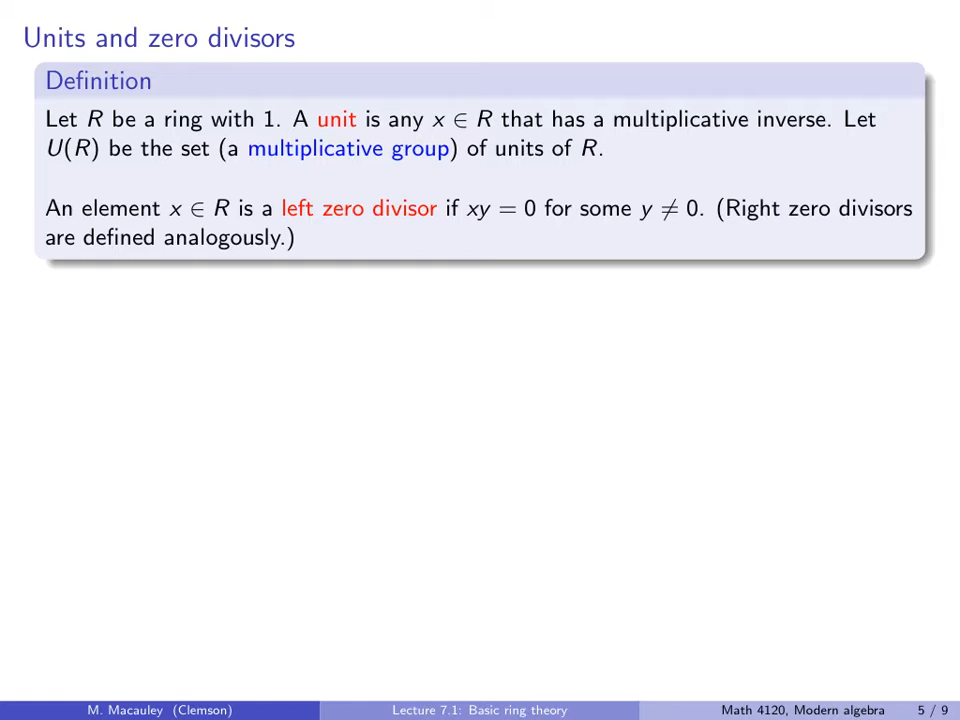 Units and zero divisors
Definition
Let R be a ring with 1. A unit is any x ∈ R that has a multiplicative inverse. Let
U(R) be the set (a multiplicative group) of units of R.
An element x ∈ R is a left zero divisor if xy = 0 for some y ≠ 0. (Right zero divisors
are defined analogously.)
M. Macauley (Clemson) Lecture 7.1: Basic ring theory Math 4120, Modern algebra 5 / 9